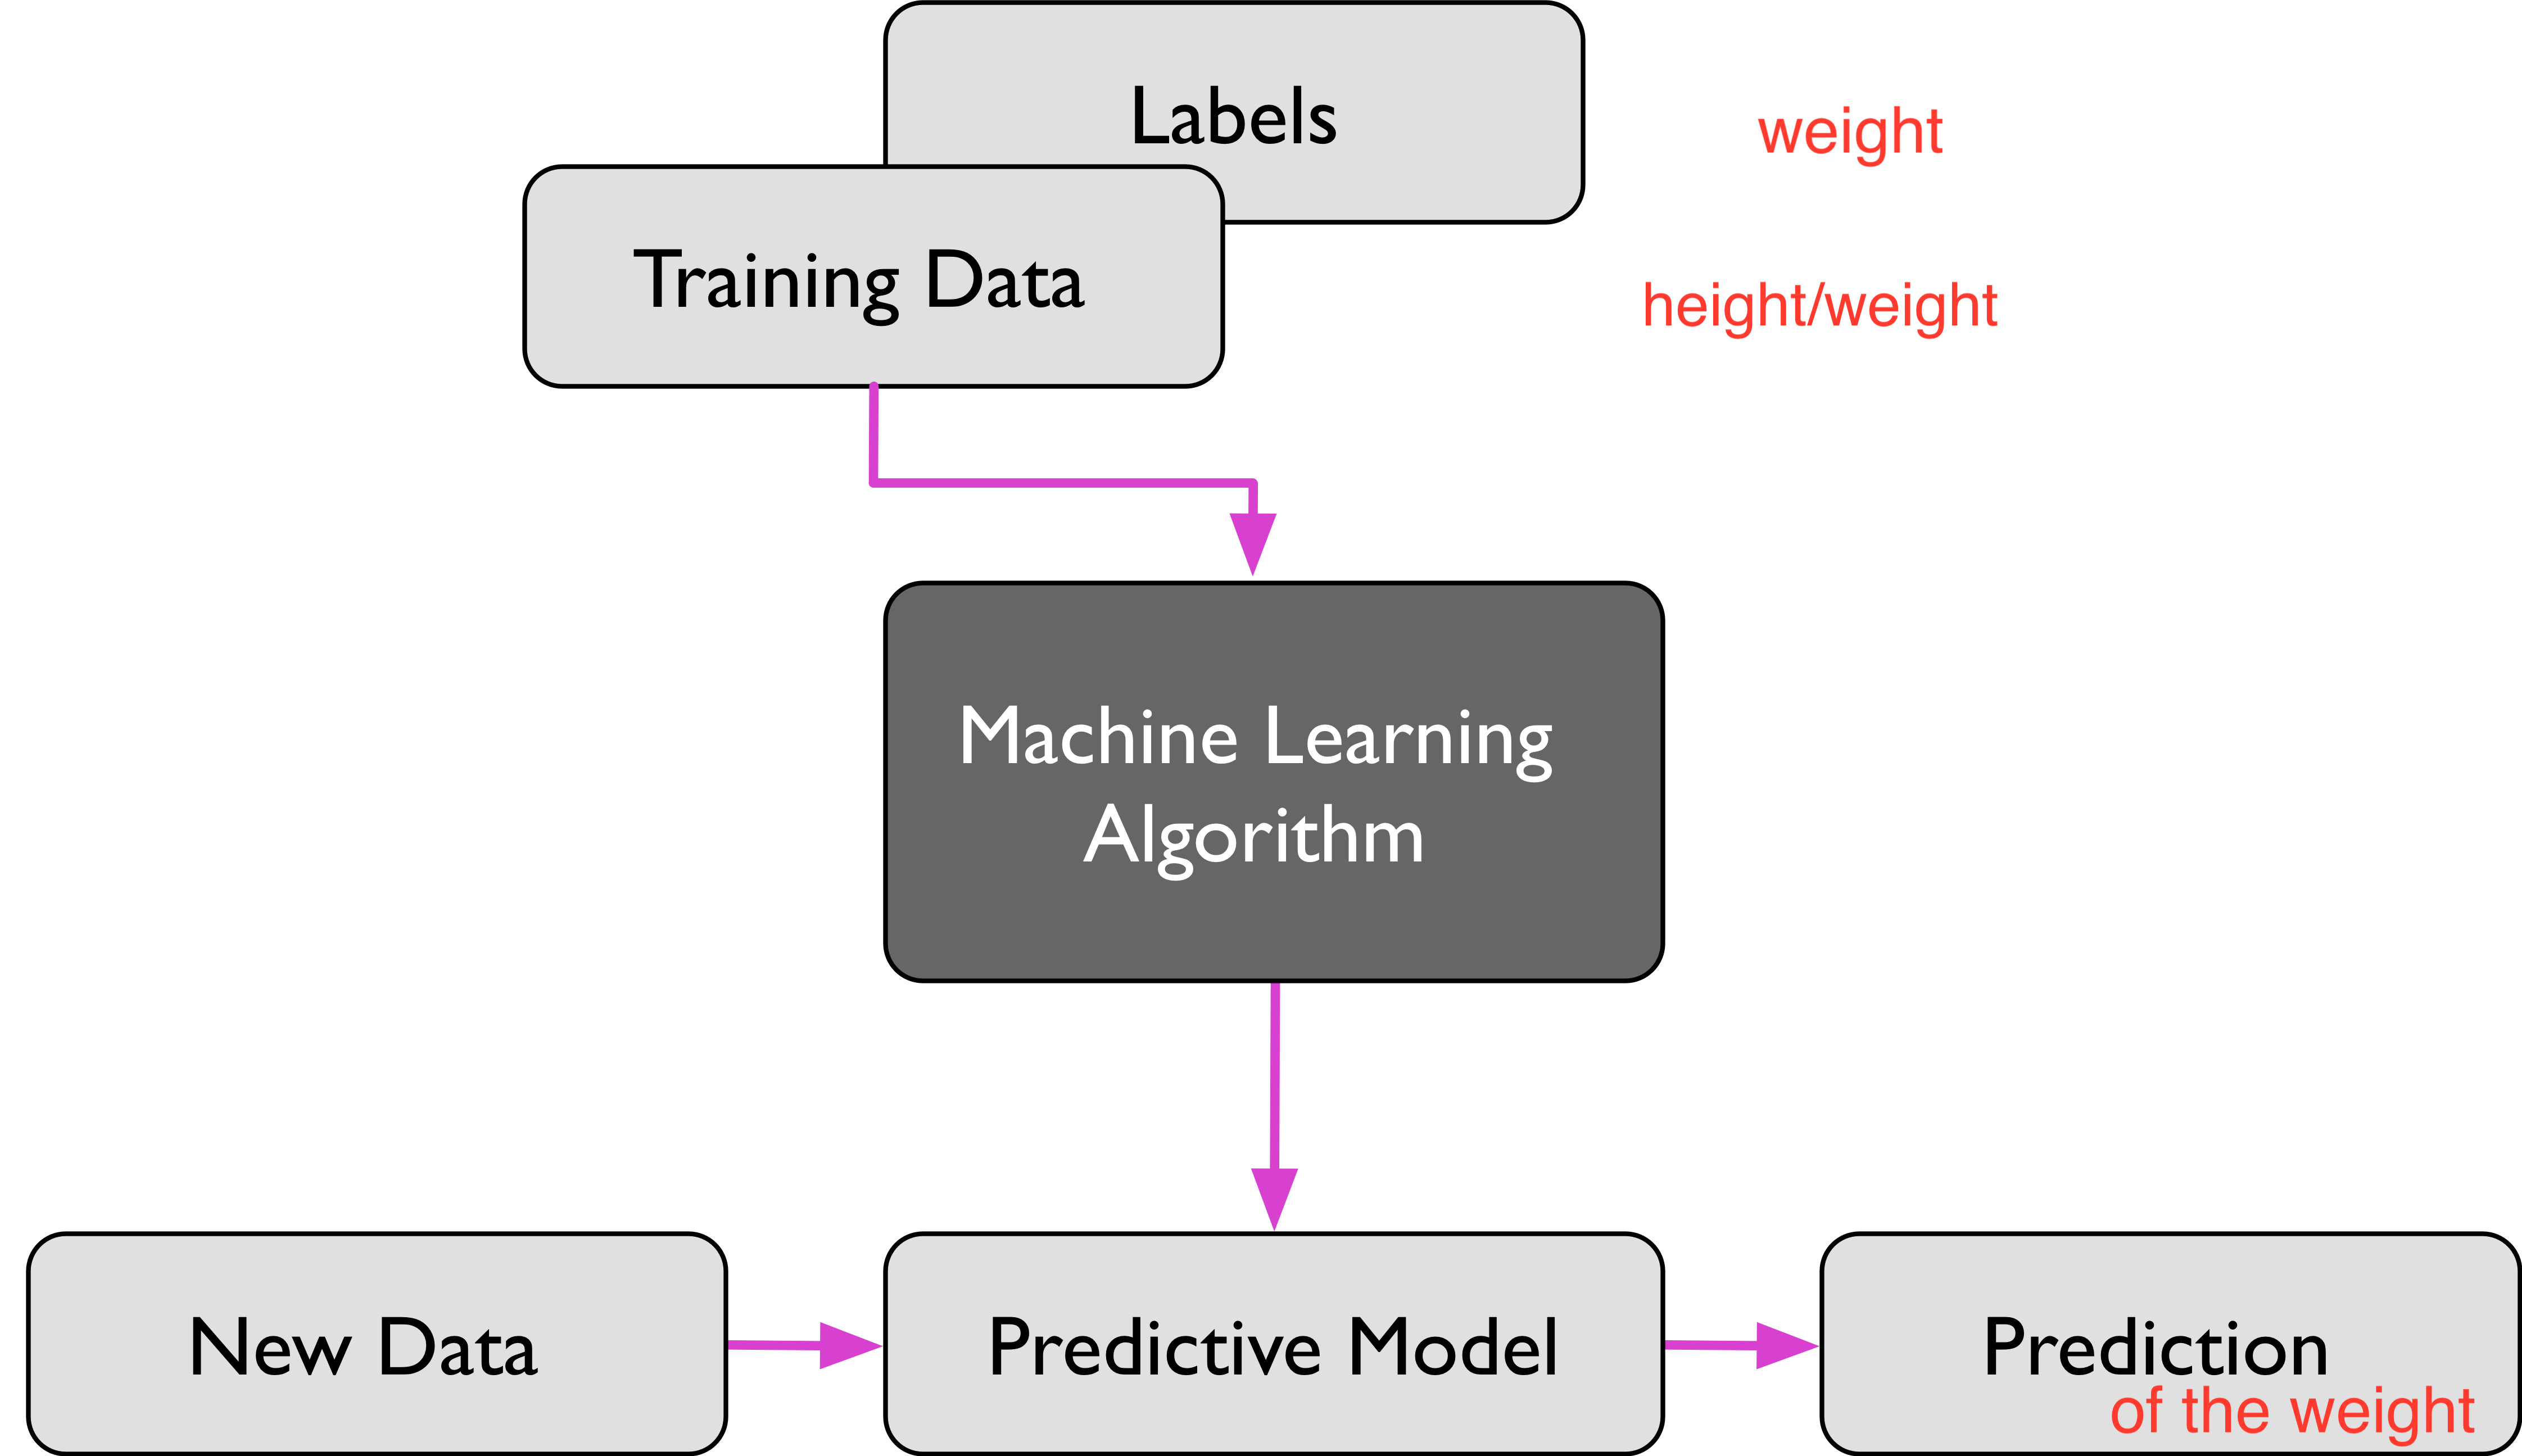 Labels
weight
Training Data
height/weight
Machine Learning
Algorithm
New Data
Predictive Model
Prediction
of the weight